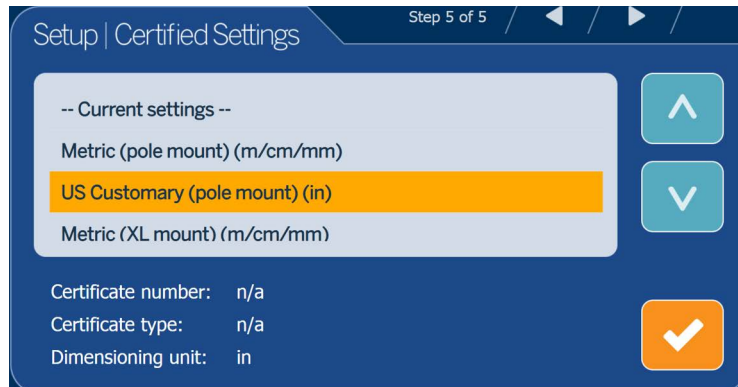 Setup | Certified Settings
Step 5 of 5
-- Current settings --
Metric (pole mount) (m/cm/mm)
US Customary (pole mount) (in)
Metric (XL mount) (m/cm/mm)
Certificate number: n/a
Certificate type: n/a
Dimensioning unit: in